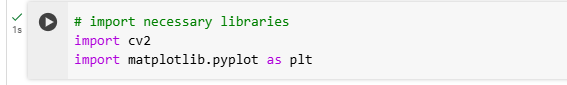 # import necessary libraries
import cv2
import matplotlib.pyplot as plt
1s